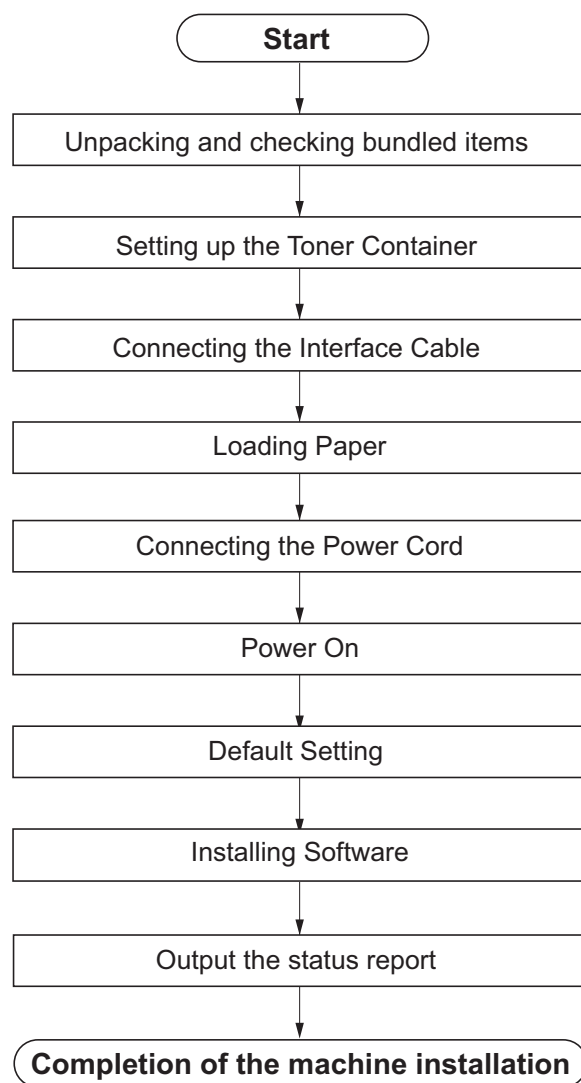 Start
Unpacking and checking bundled items
Setting up the Toner Container
Connecting the Interface Cable
Loading Paper
Connecting the Power Cord
Power On
Default Setting
Installing Software
Output the status report
Completion of the machine installation